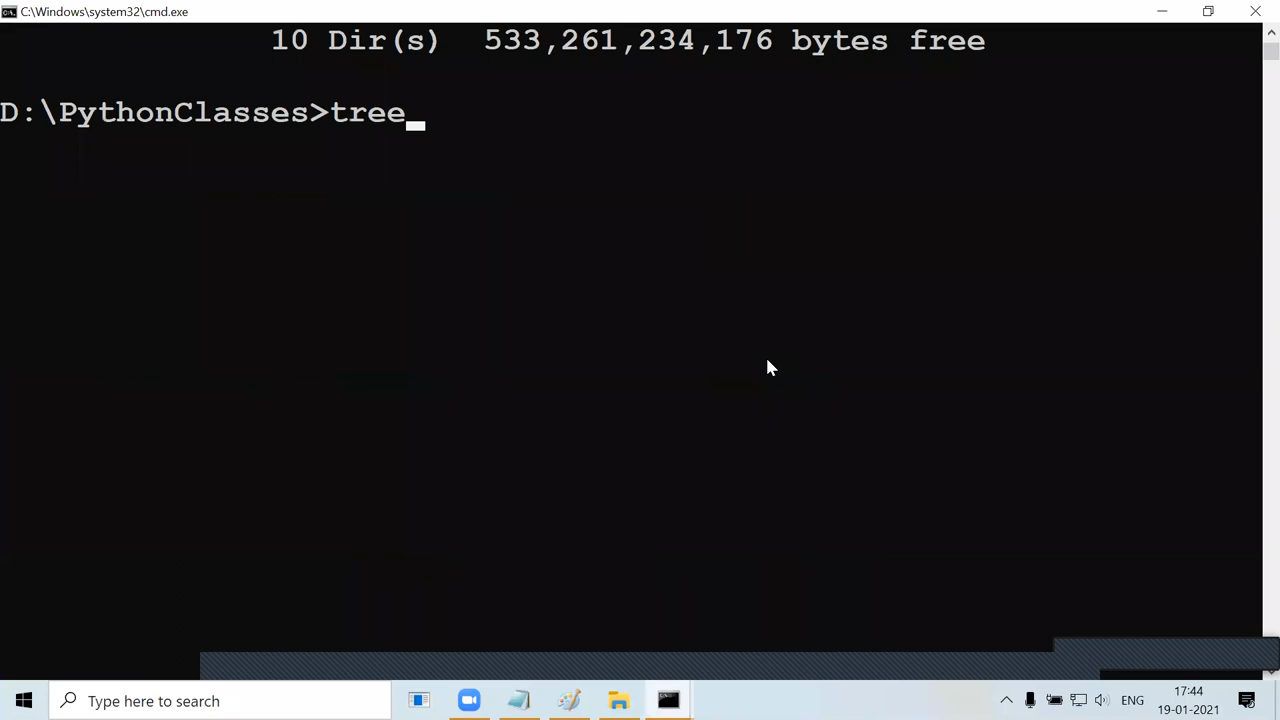 C:\Windows\system32\cmd.exe
10 Dir(s)  533,261,234,176 bytes free
D:\PythonClasses>tree
Type here to search
ENG
17:44
19-01-2021